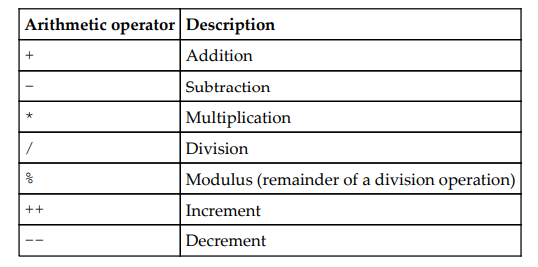 Arithmetic operator Description
+ Addition
− Subtraction
* Multiplication
/ Division
% Modulus (remainder of a division operation)
++ Increment
−− Decrement